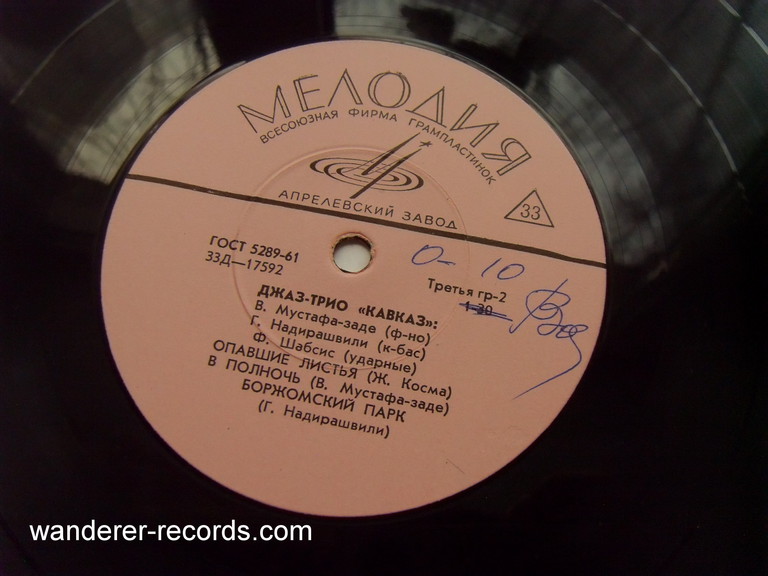 МЕЛОДИЯ
ВСЕСОЮЗНАЯ ФИРМА ГРАМПЛАСТИНОК
АПРЕЛЕВСКИЙ ЗАВОД
33
ГОСТ 5289-61
33Д—17592
0- 10
Третья гр-2
1-30
ДЖАЗ-ТРИО «КАВКАЗ»:
В. Мустафа-заде (ф-но)
Г. Надирашвили (к-бас)
Ф. Шабсис (ударные)
ОПАВШИЕ ЛИСТЬЯ (Ж. Косма)
В ПОЛНОЧЬ (В. Мустафа-заде)
БОРЖОМСКИЙ ПАРК
(Г. Надирашвили)
wanderer-records.com